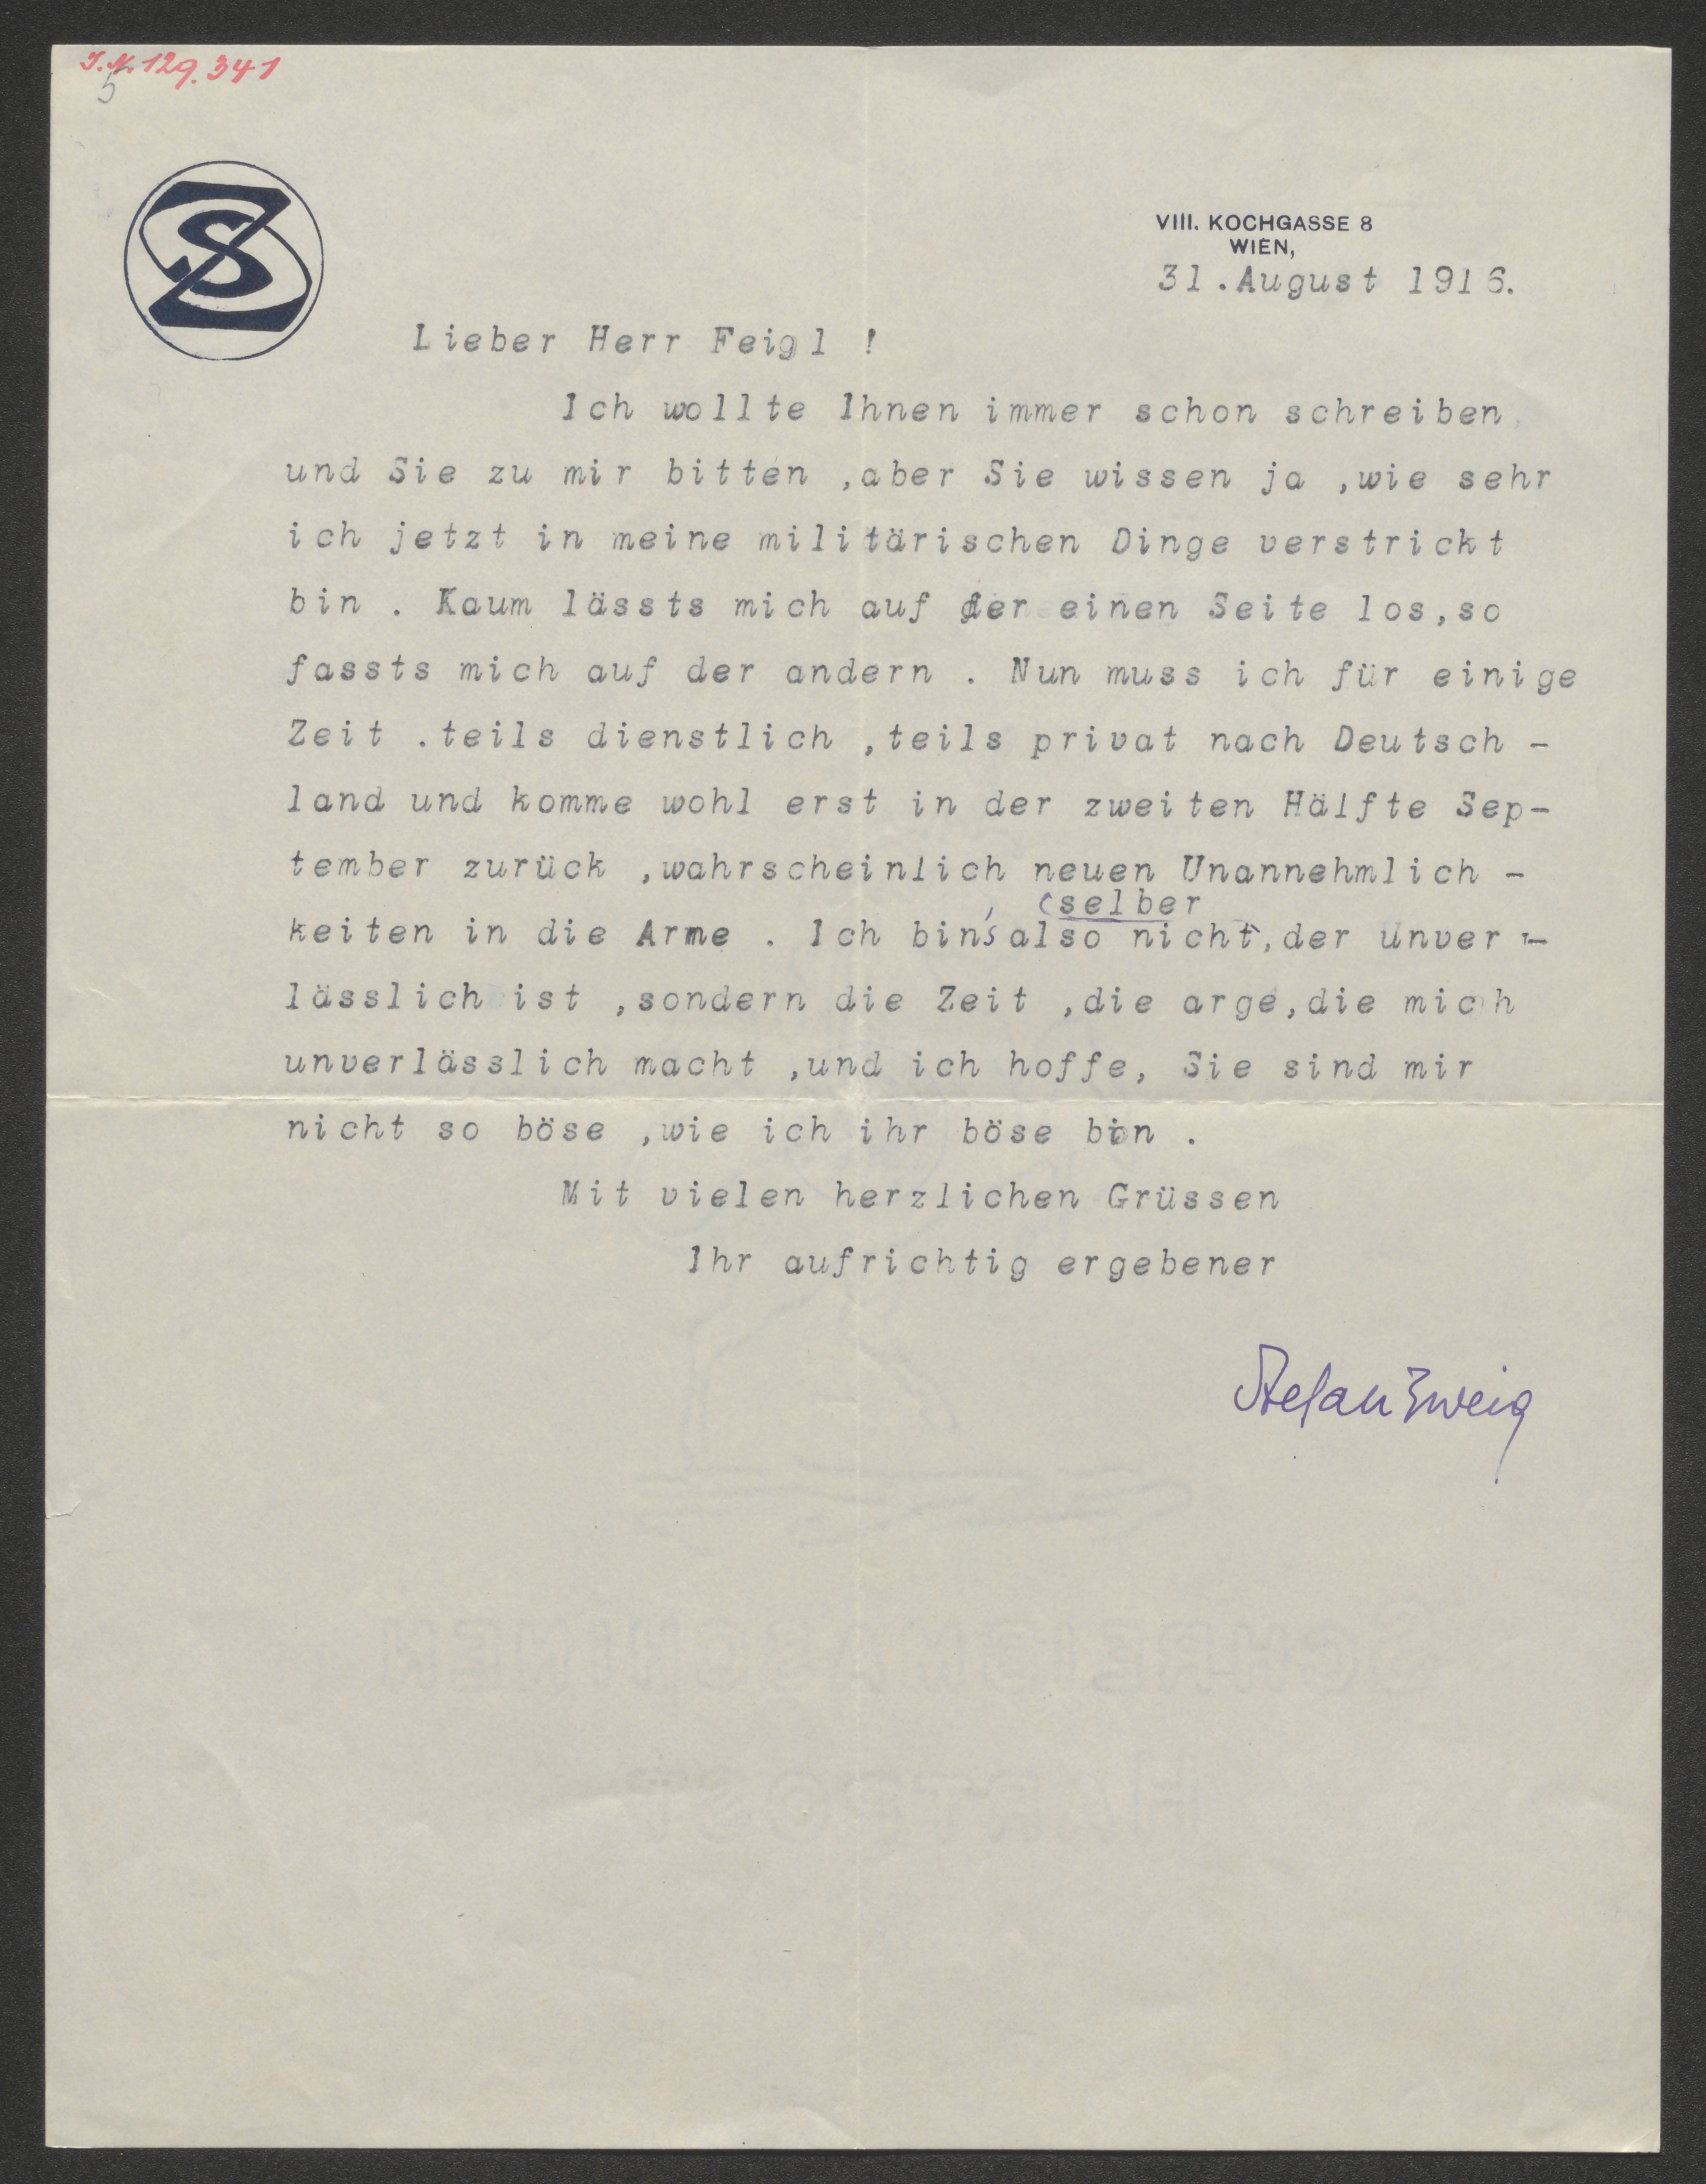 J.N. 129.341
5
SZ
VIII. KOCHGASSE 8
WIEN,
31.August 1916.
Lieber Herr Feigl !
Ich wollte Ihnen immer schon schreiben
und Sie zu mir bitten ,aber Sie wissen ja ,wie sehr
ich jetzt in meine militärischen Dinge verstrickt
bin . Kaum lässts mich auf der einen Seite los,so
fassts mich auf der andern . Nun muss ich für einige
Zeit .teils dienstlich ,teils privat nach Deutsch -
land und komme wohl erst in der zweiten Hälfte Sep-
tember zurück ,wahrscheinlich neuen Unannehmlich -
selber
keiten in die Arme . Ich bin's also nicht,der unver -
lässlich ist ,sondern die Zeit ,die arge,die mich
unverlässlich macht ,und ich hoffe, Sie sind mir
nicht so böse ,wie ich ihr böse bin .
Mit vielen herzlichen Grüssen
Ihr aufrichtig ergebener
Stefan Zweig